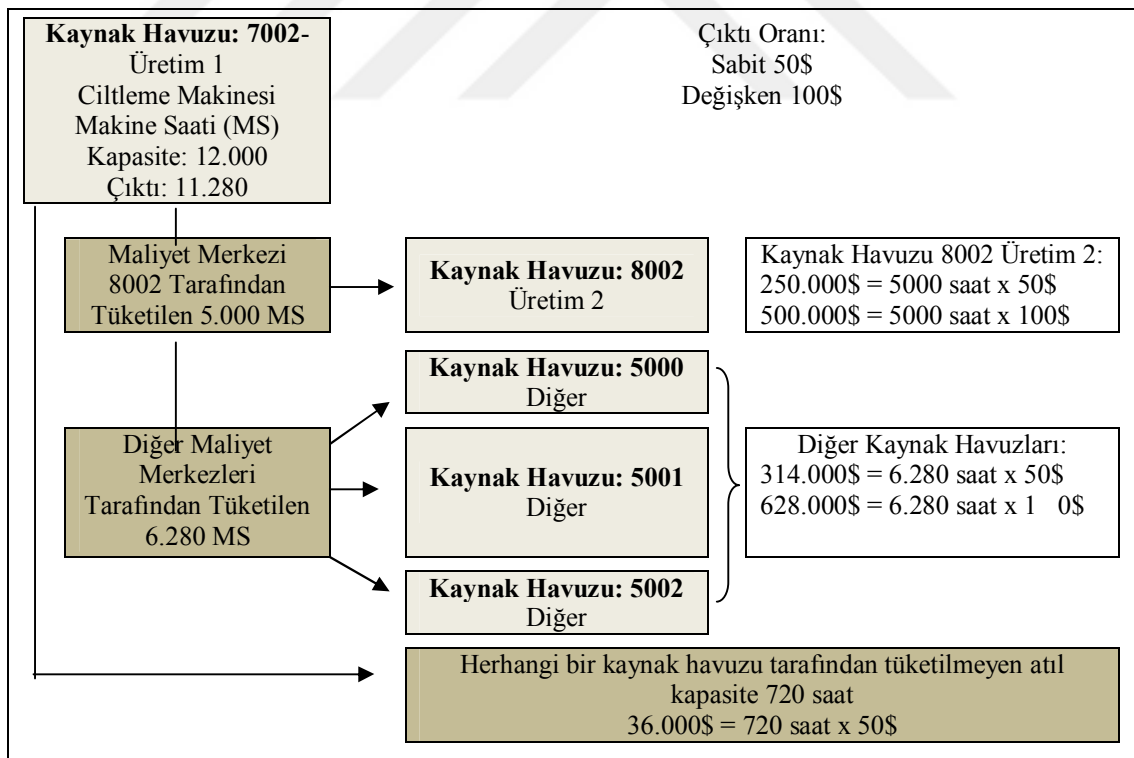 Kaynak Havuzu: 7002-
Üretim 1
Ciltleme Makinesi
Makine Saati (MS)
Kapasite: 12.000
Çıktı: 11.280
Çıktı Oranı:
Sabit 50$
Değişken 100$
Maliyet Merkezi
8002 Tarafından
Tüketilen 5.000 MS
Kaynak Havuzu: 8002
Üretim 2
Kaynak Havuzu 8002 Üretim 2:
250.000$ = 5000 saat x 50$
500.000$ = 5000 saat x 100$
Kaynak Havuzu: 5000
Diğer
Diğer Maliyet
Merkezleri
Tarafından Tüketilen
6.280 MS
Kaynak Havuzu: 5001
Diğer
Diğer Kaynak Havuzları:
314.000$ = 6.280 saat x 50$
628.000$ = 6.280 saat x 1 0$
Kaynak Havuzu: 5002
Diğer
Herhangi bir kaynak havuzu tarafından tüketilmeyen atıl
kapasite 720 saat
36.000$ = 720 saat x 50$